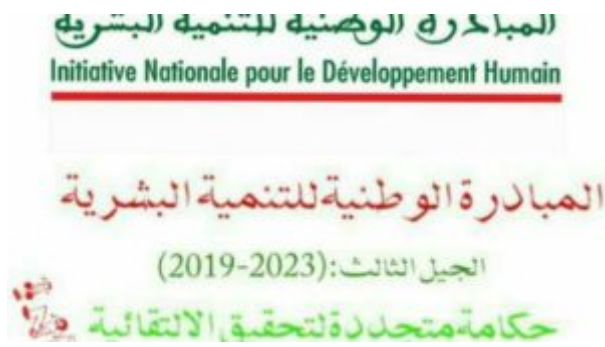 المبادرة الوطنية للتنمية البشرية
Initiative Nationale pour le Développement Humain
المبادرة الوطنية للتنمية البشرية
الجيل الثالث:(2023-2019)
حكامة متجددة لتحقيق الالتقائية